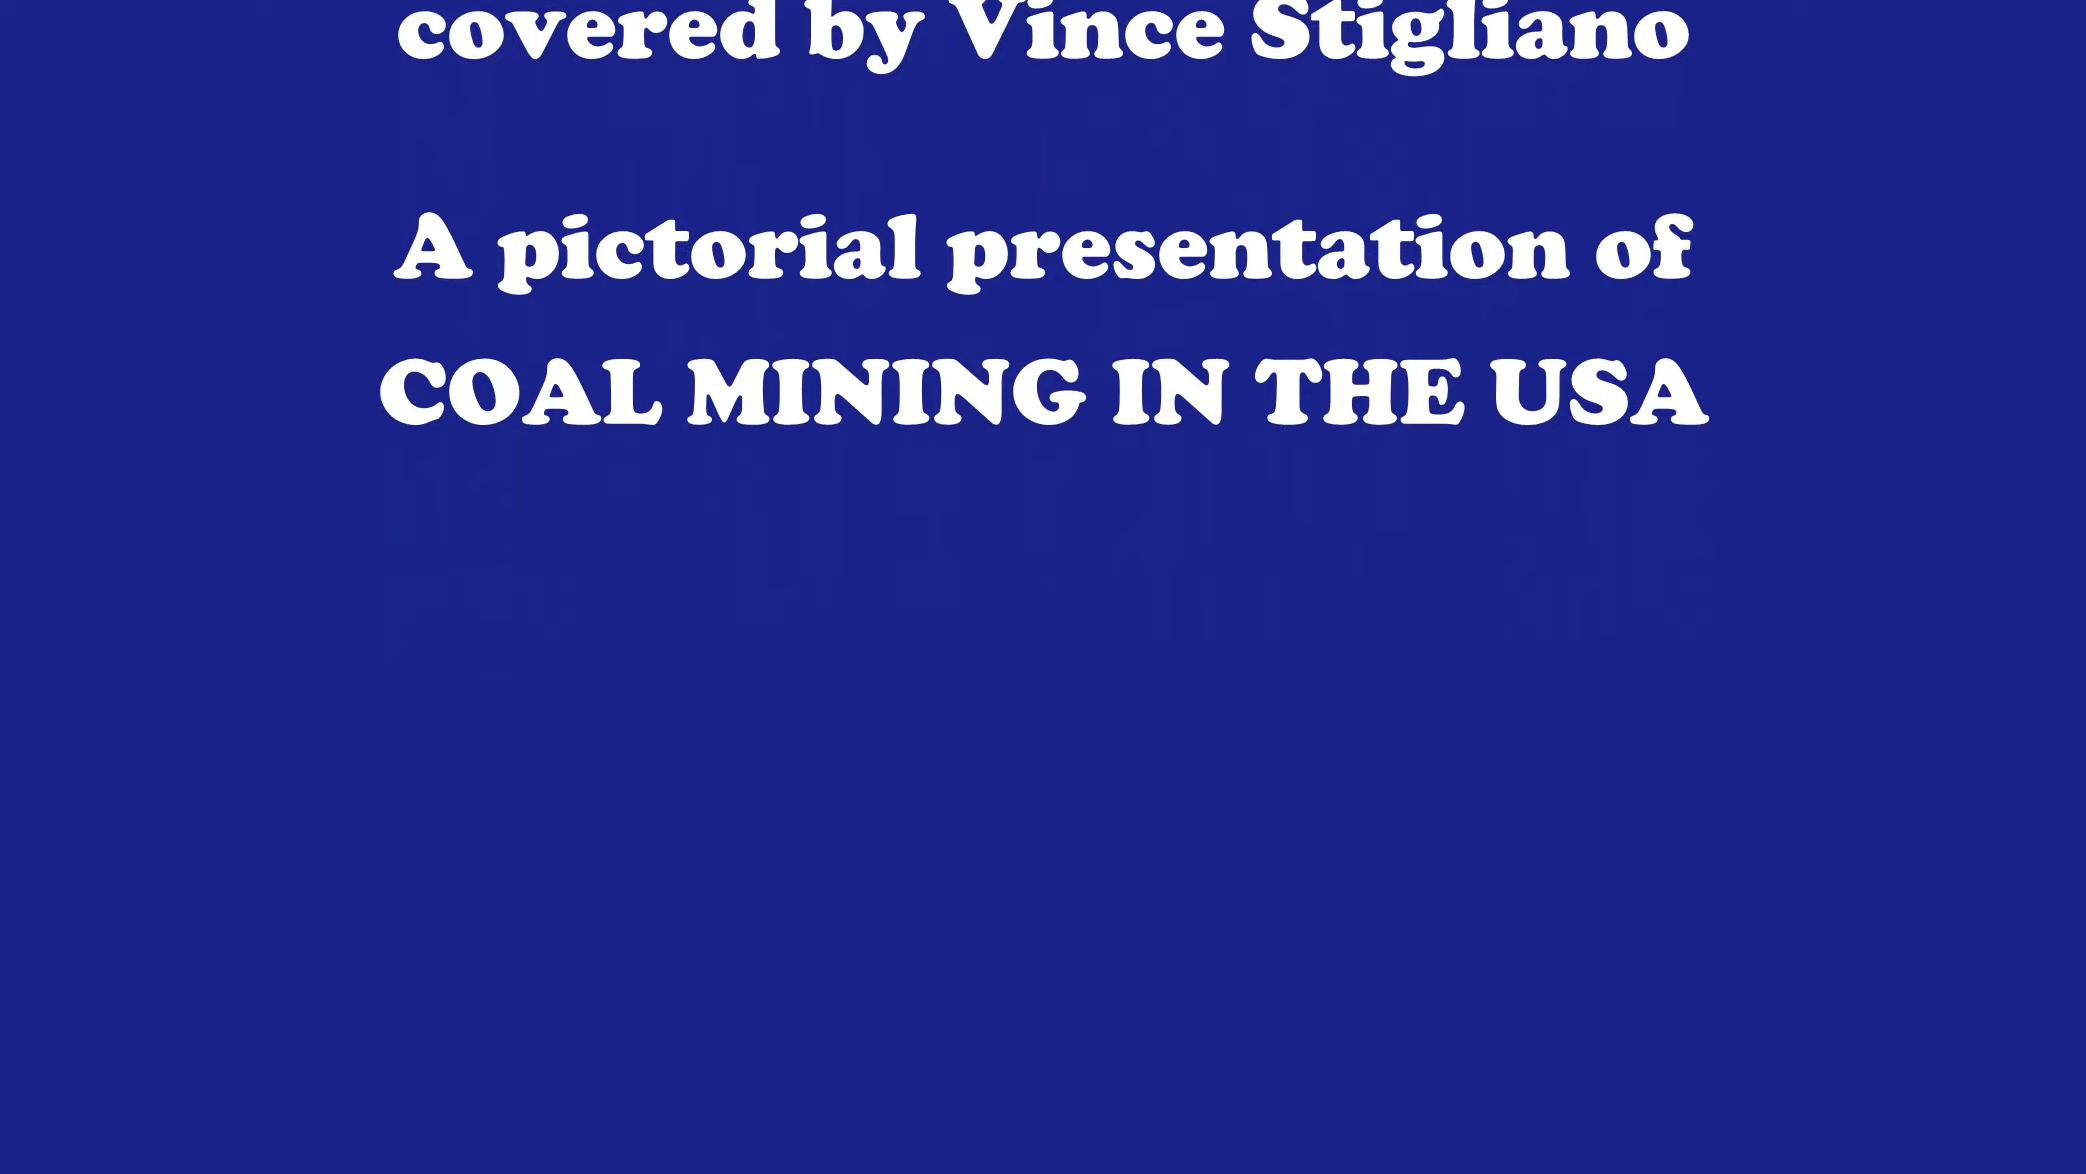 covered by Vince Stigliano
A pictorial presentation of
COAL MINING IN THE USA